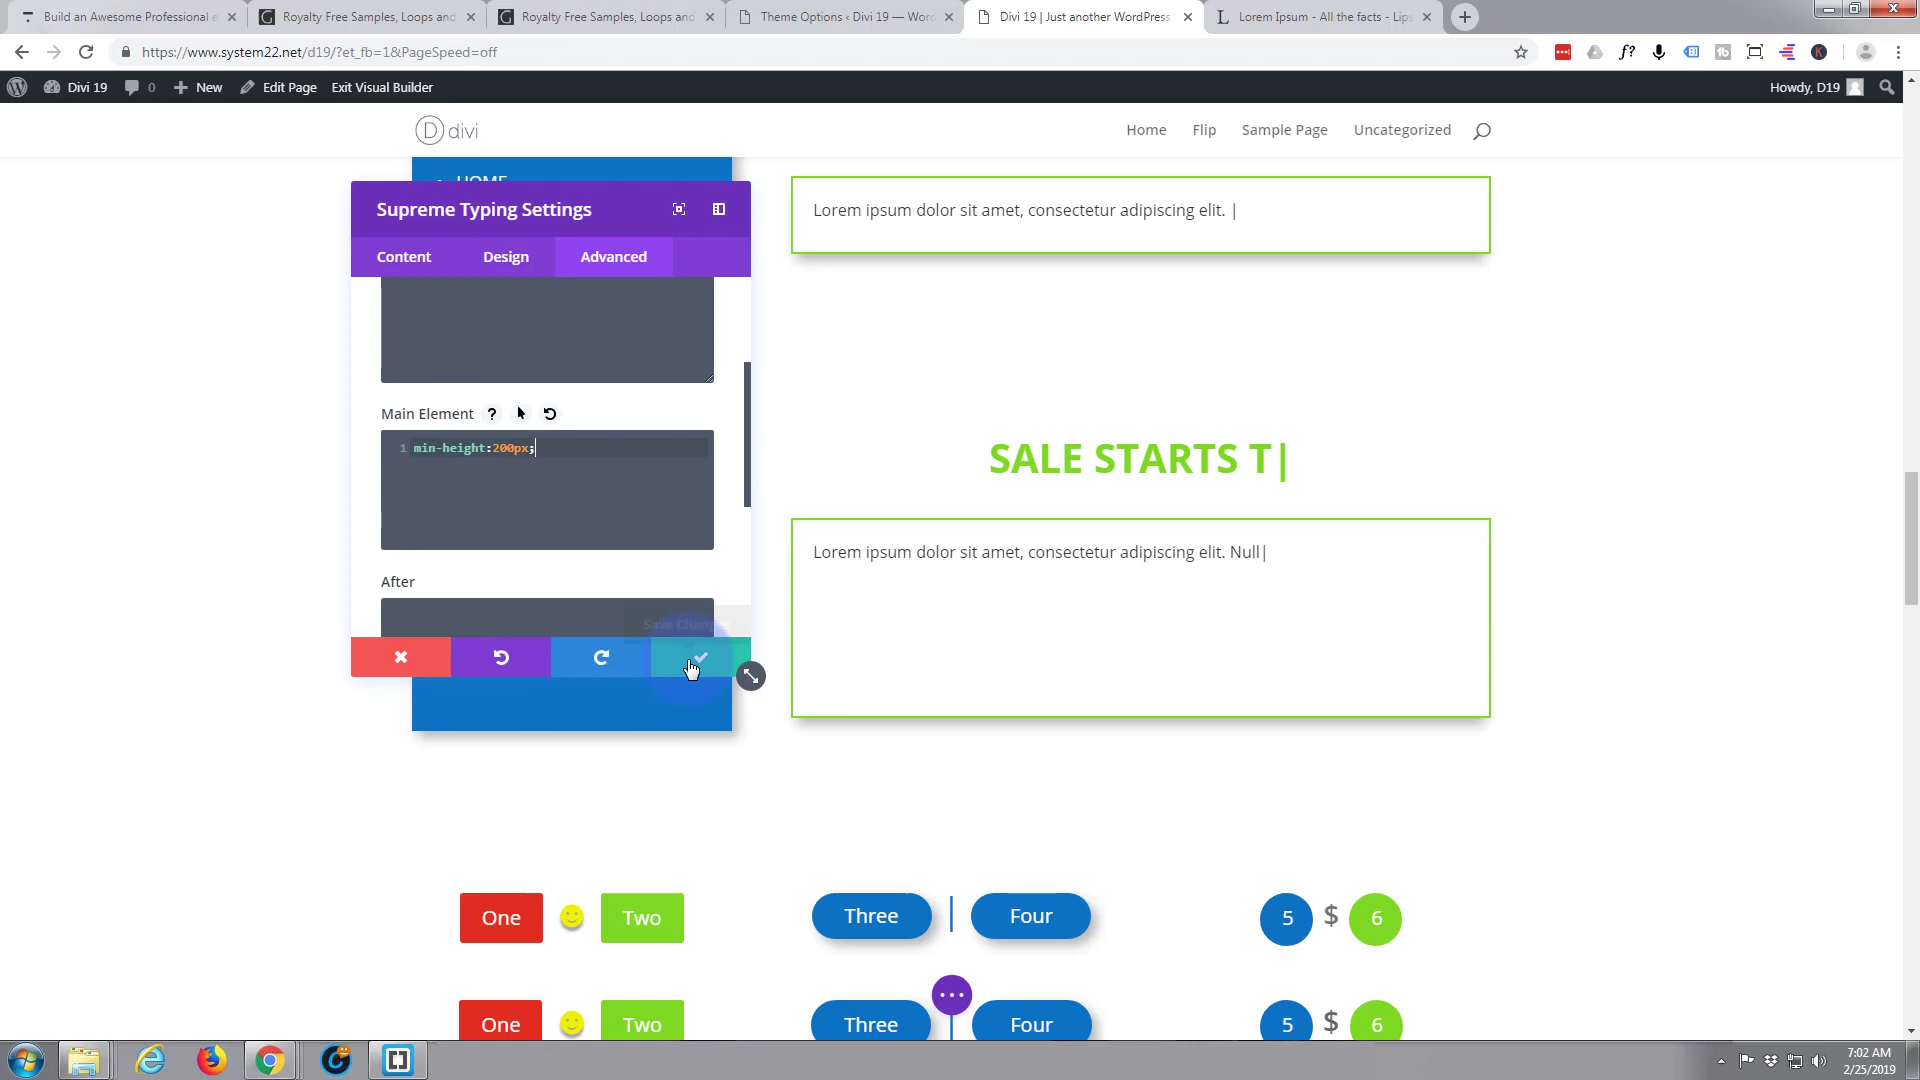 Build an Awesome Professional e
Royalty Free Samples, Loops and
Royalty Free Samples, Loops and
Theme Options ‹ Divi 19 — Word
Divi 19 | Just another WordPress
Lorem Ipsum - All the facts - Lips
https://www.system22.net/d19/?et_fb=1&PageSpeed=off
Divi 19
0
New
Edit Page
Exit Visual Builder
Howdy, D19
divi
Home
Flip
Sample Page
Uncategorized
HOME
Supreme Typing Settings
Content
Design
Advanced
Main Element
1 min-height:200px;
After
Save Changes
Lorem ipsum dolor sit amet, consectetur adipiscing elit. |
SALE STARTS T|
Lorem ipsum dolor sit amet, consectetur adipiscing elit. Null|
One
Two
Three
Four
5 $ 6
One
Two
Three
Four
5 $ 6
7:02 AM
2/25/2019